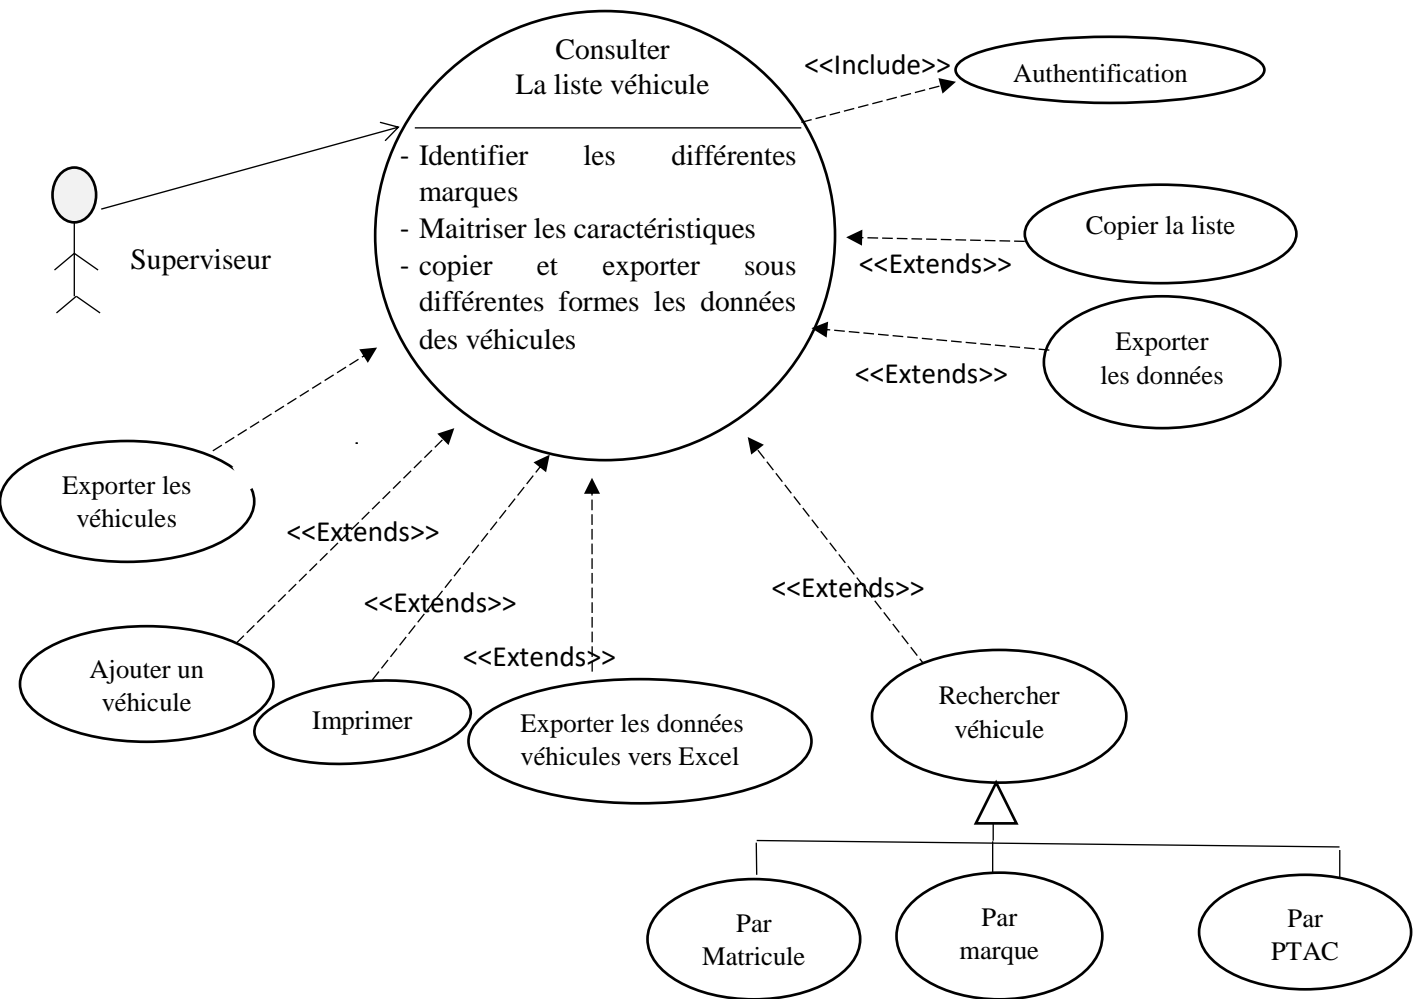 Consulter
La liste véhicule
<<Include>>
Authentification
- Identifier les différentes
marques
- Maitriser les caractéristiques
- copier et exporter sous
différentes formes les données
des véhicules
Superviseur
Copier la liste
<<Extends>>
Exporter
les données
<<Extends>>
Exporter les
véhicules
<<Extends>>
<<Extends>>
<<Extends>>
<<Extends>>
Ajouter un
véhicule
Imprimer
Exporter les données
véhicules vers Excel
Rechercher
véhicule
Par
Matricule
Par
marque
Par
PTAC